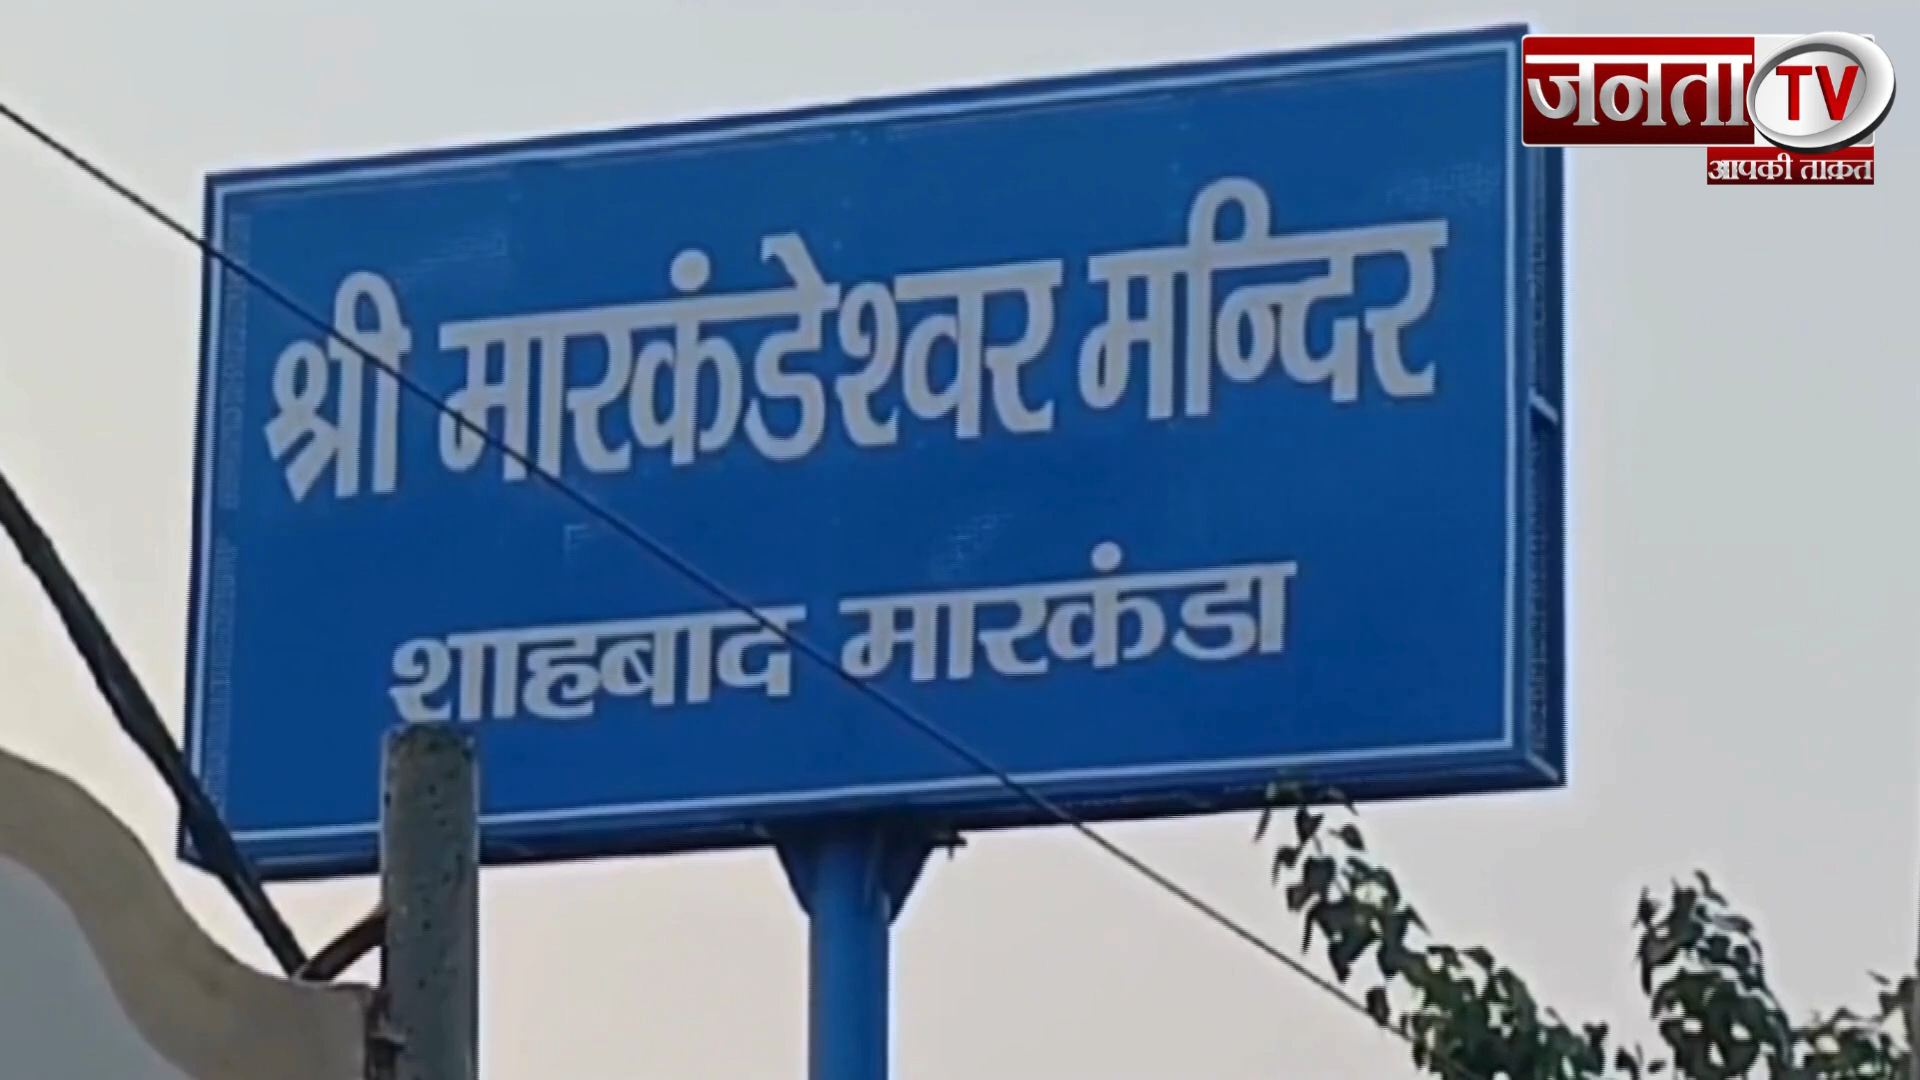 जनता TV
आपकी ताक़त
श्री मारकंडेश्वर मन्दिर
शाहबाद मारकंडा